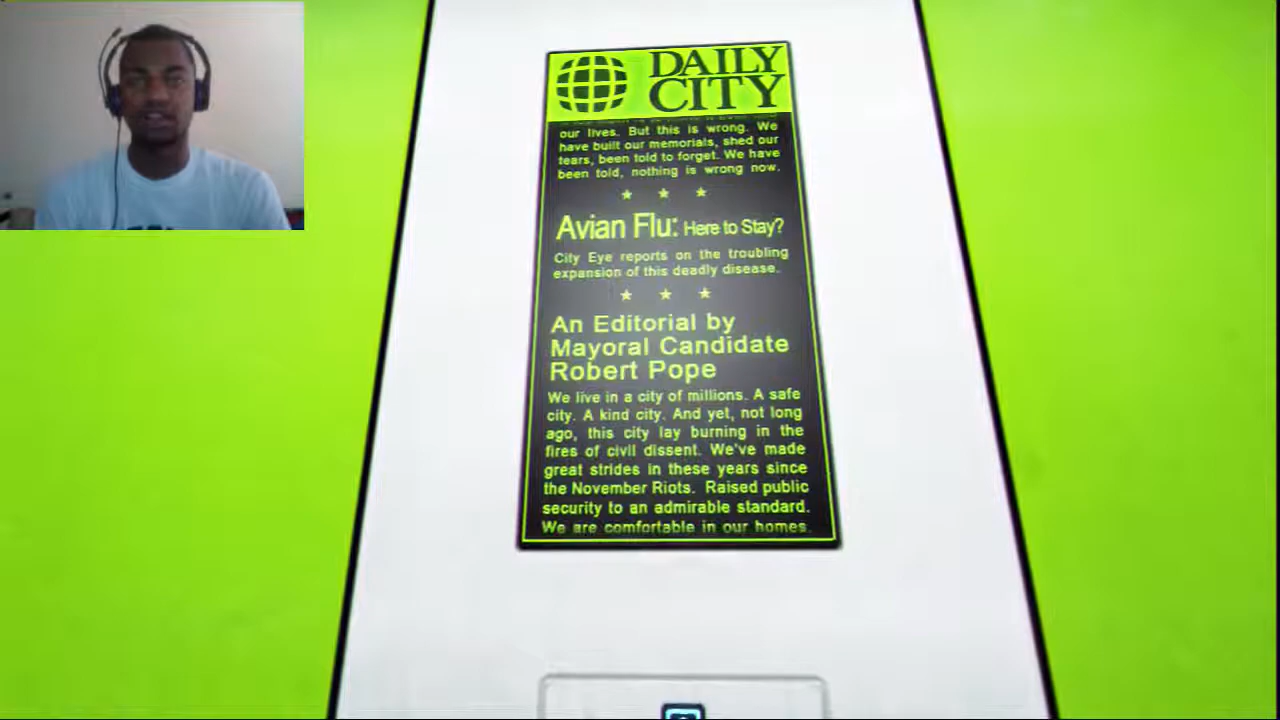 DAILY
CITY
our lives. But this is wrong. We
have built our memorials, shed our
tears, been told to forget. We have
been told, nothing is wrong now.
Avian Flu: Here to Stay?
City Eye reports on the troubling
expansion of this deadly disease.
An Editorial by
Mayoral Candidate
Robert Pope
We live in a city of millions. A safe
city. A kind city. And yet, not long
ago, this city lay burning in the
fires of civil dissent. We've made
great strides in these years since
the November Riots. Raised public
security to an admirable standard.
We are comfortable in our homes.